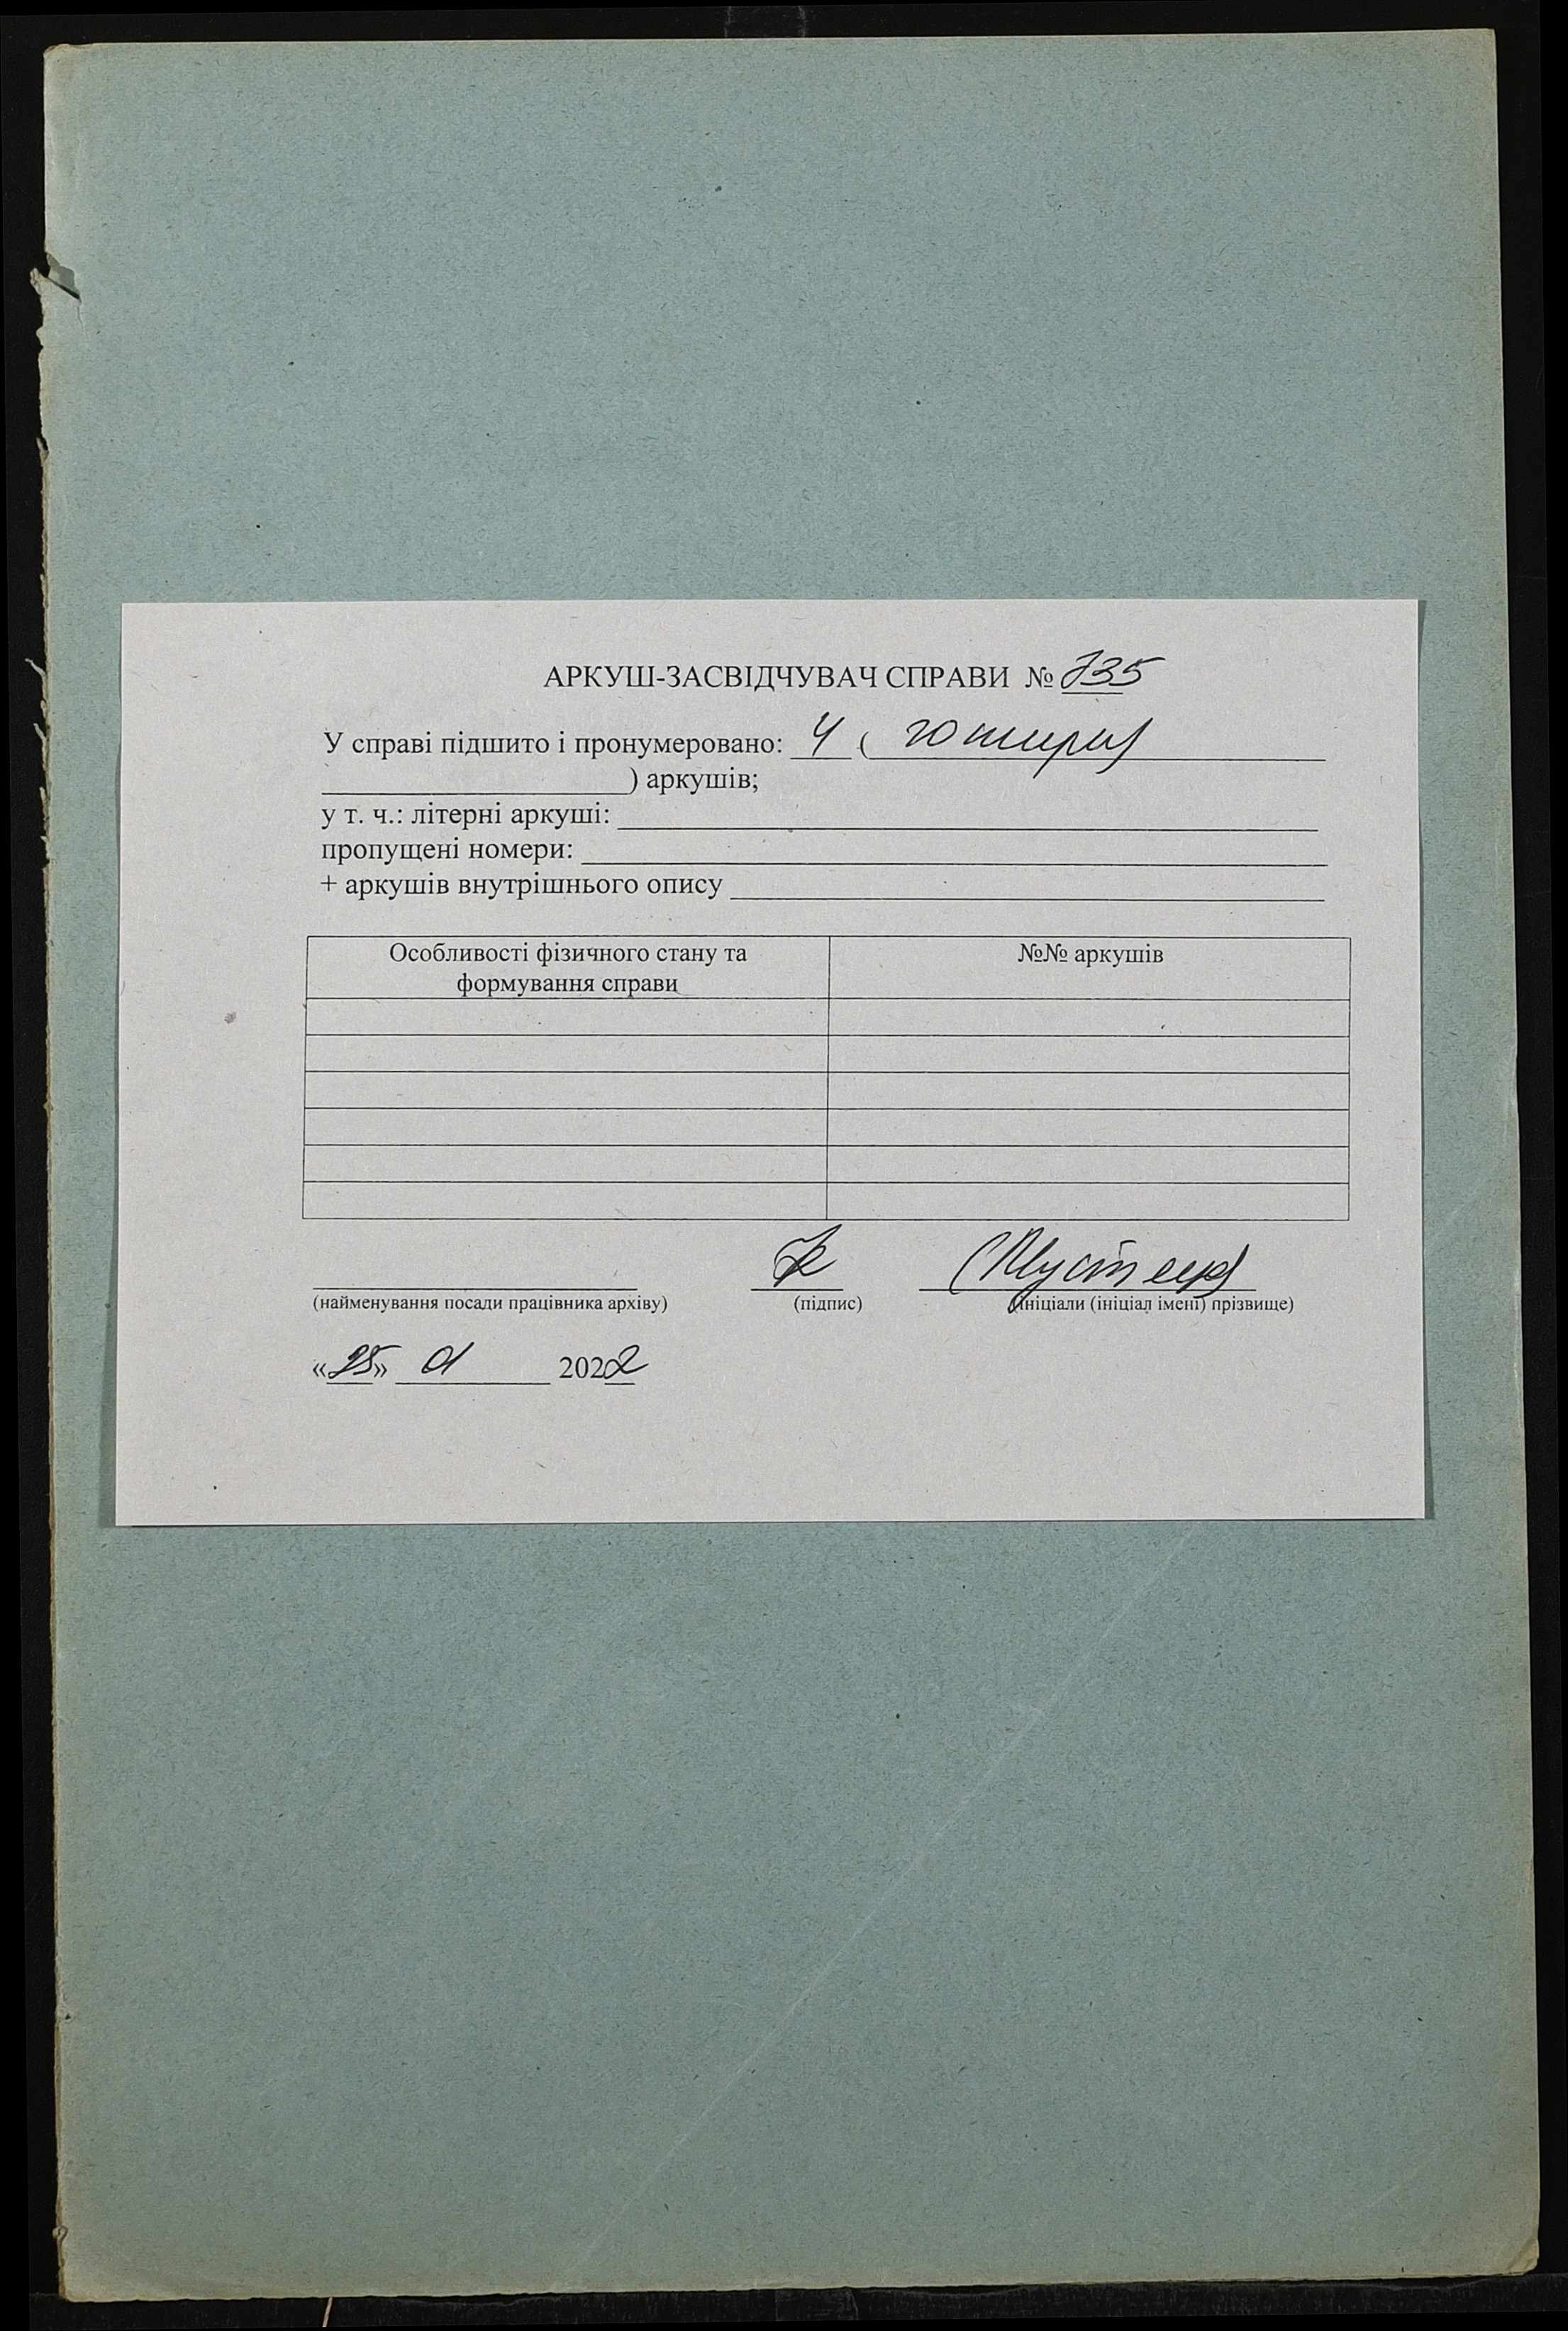 АРКУШ-ЗАСВІДЧУВАЧ СПРАВИ № 735
У справі підшито і пронумеровано: 4 ( чотири)
) аркушів;
у т. ч.: літерні аркуші:
пропущені номери:
+ аркушів внутрішнього опису
Особливості фізичного стану та
формування справи
№№ аркушів
(найменування посади працівника архіву)
(підпис)
(ініціали (ініціал імені) прізвище)
«25» 01 2022